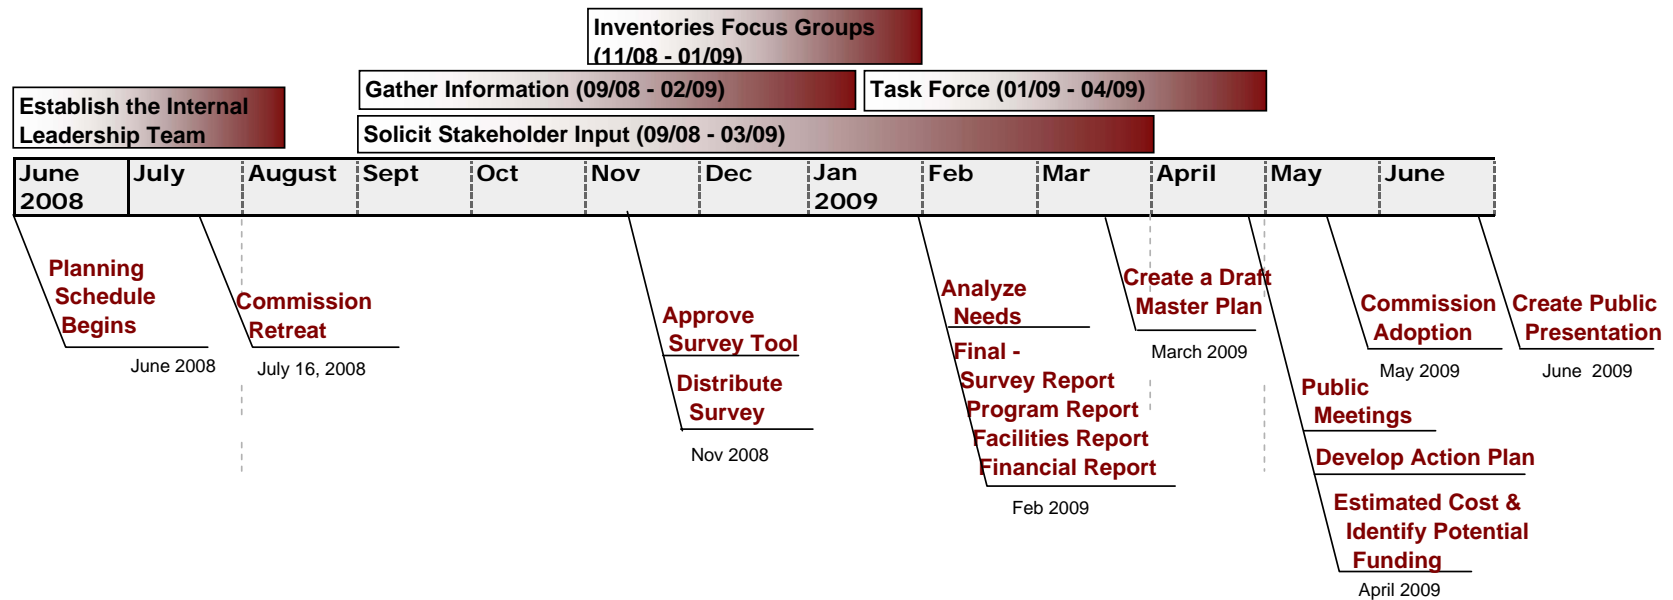 Inventories Focus Groups
(11/08 - 01/09)
Gather Information (09/08 - 02/09)
Task Force (01/09 - 04/09)
Establish the Internal
Leadership Team
Solicit Stakeholder Input (09/08 - 03/09)
June
2008
July
August
Sept
Oct
Nov
Dec
Jan
2009
Feb
Mar
April
May
June
Planning
Schedule
Begins
June 2008
Commission
Retreat
July 16, 2008
Approve
Survey Tool
Distribute
Survey
Nov 2008
Analyze
Needs
Final -
Survey Report
Program Report
Facilities Report
Financial Report
Feb 2009
Create a Draft
Master Plan
March 2009
Public
Meetings
Develop Action Plan
Estimated Cost &
Identify Potential
Funding
April 2009
Commission
Adoption
May 2009
Create Public
Presentation
June  2009